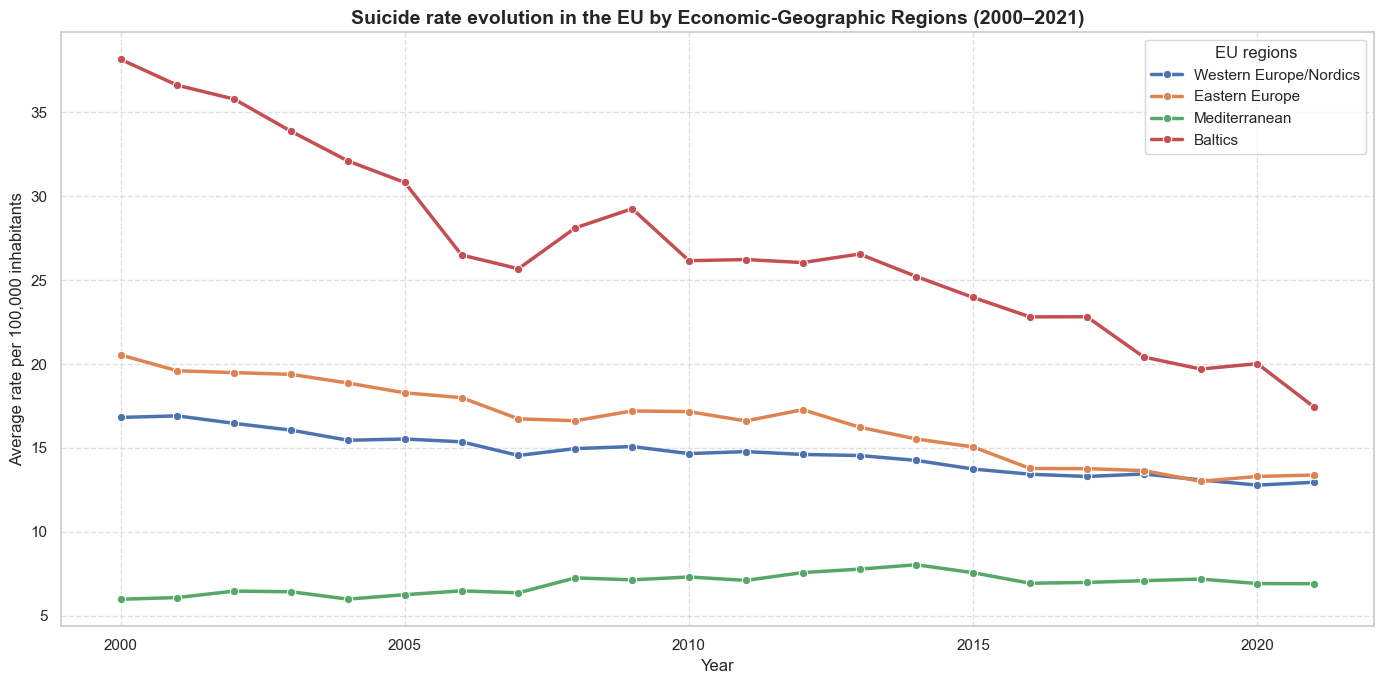 Suicide rate evolution in the EU by Economic-Geographic Regions (2000–2021)
EU regions
Western Europe/Nordics
Eastern Europe
Mediterranean
Baltics
Average rate per 100,000 inhabitants
35
30
25
20
15
10
5
2000
2005
2010
2015
2020
Year